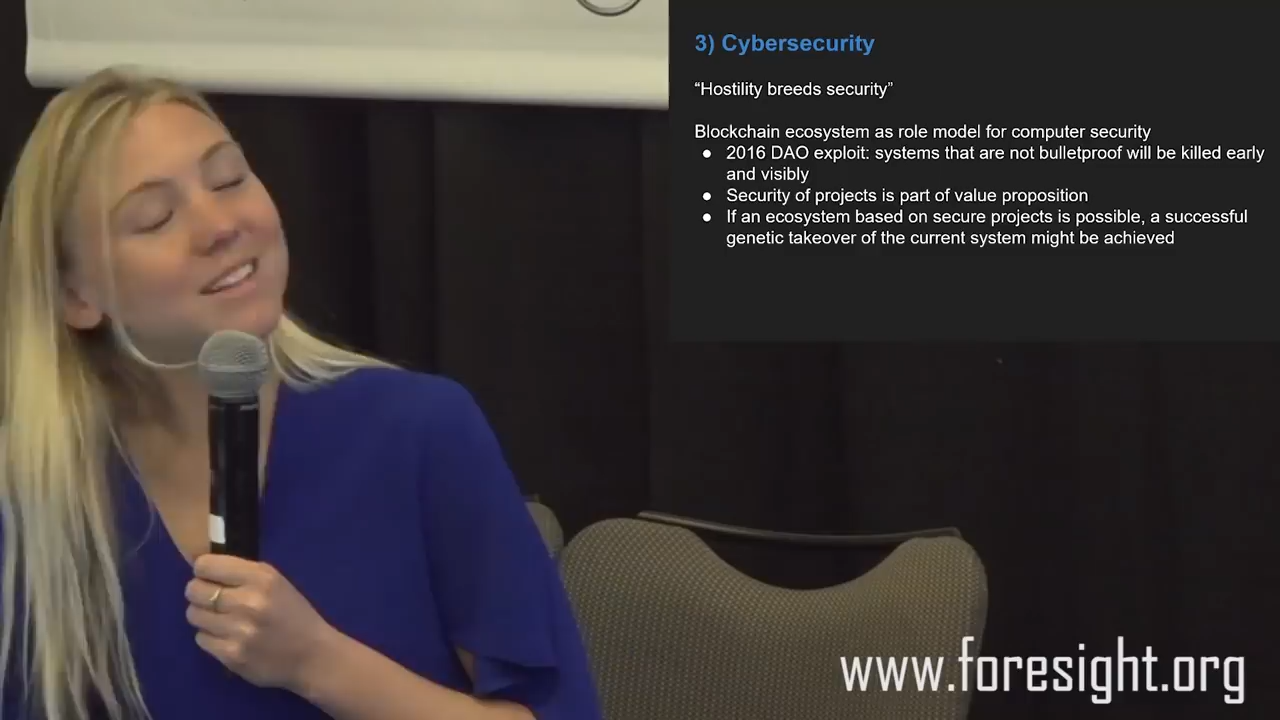 3) Cybersecurity
“Hostility breeds security”
Blockchain ecosystem as role model for computer security
● 2016 DAO exploit: systems that are not bulletproof will be killed early
and visibly
● Security of projects is part of value proposition
● If an ecosystem based on secure projects is possible, a successful
genetic takeover of the current system might be achieved
www.foresight.org